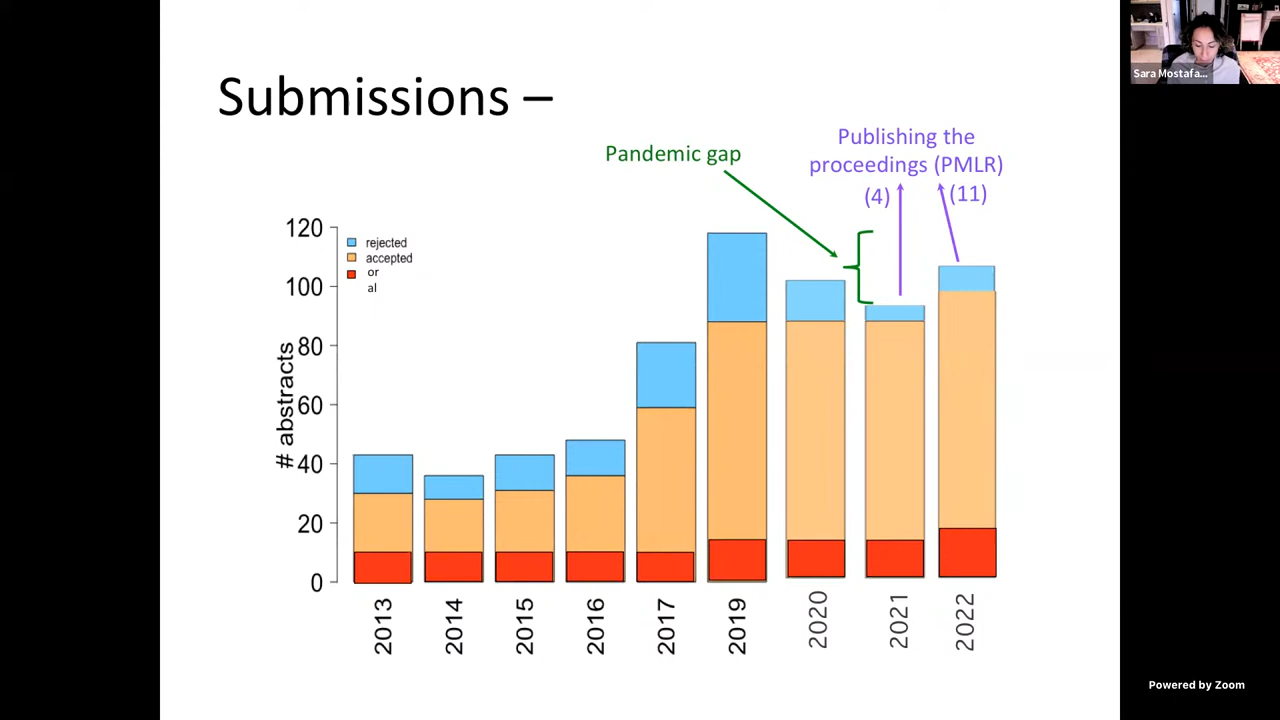 Submissions –
Sara Mostafa...
Pandemic gap
Publishing the
proceedings (PMLR)
(4)
(11)
rejected
accepted
or
al
# abstracts
120
100
80
60
40
20
0
2013
2014
2015
2016
2017
2019
2020
2021
2022
Powered by Zoom